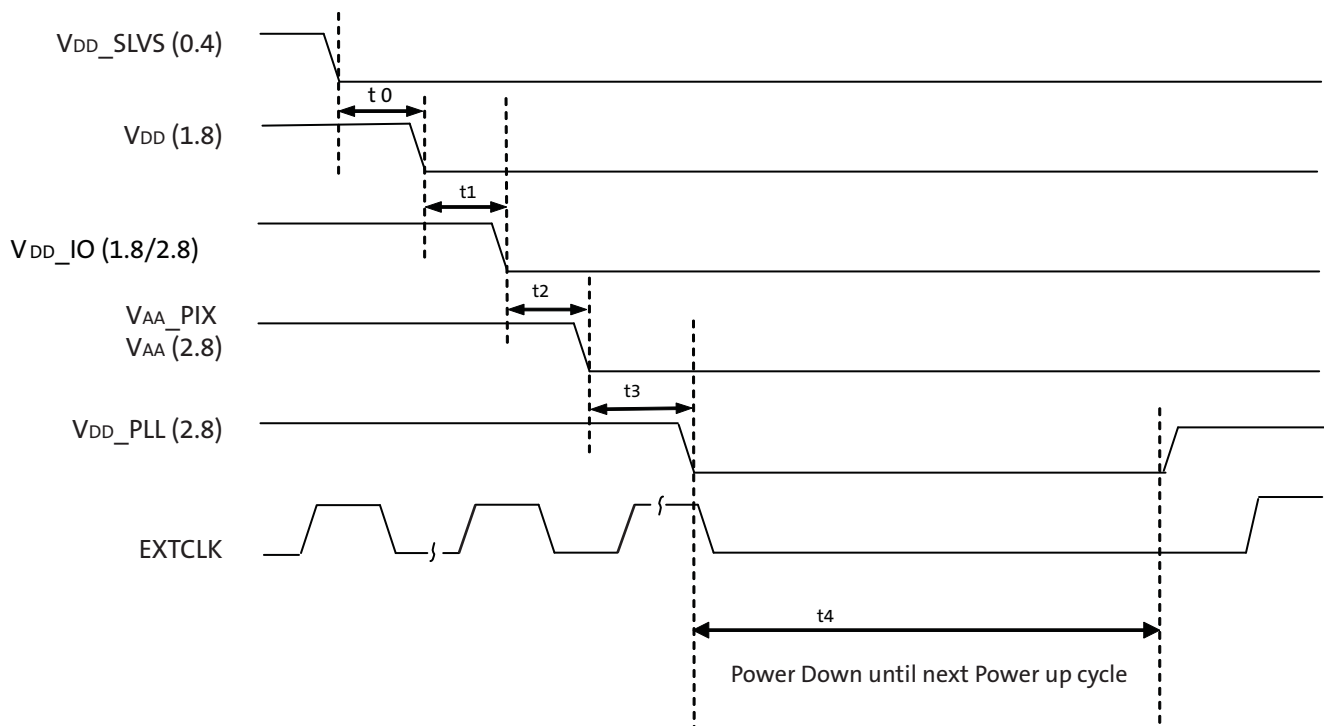 VDD_SLVS (0.4)
t 0
VDD (1.8)
t1
VDD_IO (1.8/2.8)
t2
VAA_PIX
VAA (2.8)
t3
VDD_PLL (2.8)
EXTCLK
t4
Power Down until next Power up cycle